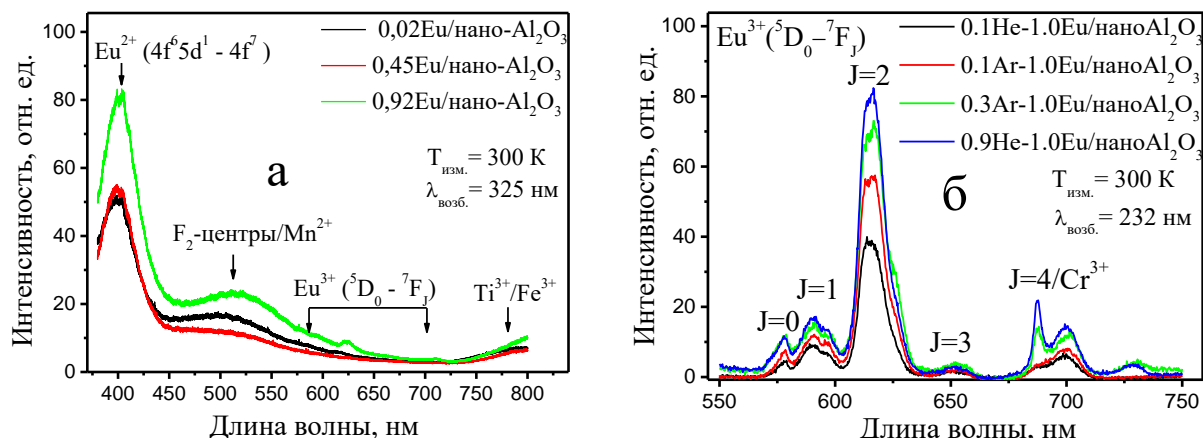 100
80
60
40
20
0
Интенсивность, отн. ед.
Eu²⁺ (4f⁶5d¹ - 4f⁷)
0,02Eu/нано-Al₂O₃
0,45Eu/нано-Al₂O₃
0,92Eu/нано-Al₂O₃
а
Tизм. = 300 К
λвозб. = 325 нм
F₂-центры/Mn²⁺
Eu³⁺ (⁵D₀ - ⁷FJ)
Ti³⁺/Fe³⁺
400 450 500 550 600 650 700 750 800
Длина волны, нм
100
80
60
40
20
0
Интенсивность, отн. ед.
Eu³⁺(⁵D₀–⁷FJ)
0.1He-1.0Eu/наноAl₂O₃
0.1Ar-1.0Eu/наноAl₂O₃
0.3Ar-1.0Eu/наноAl₂O₃
0.9He-1.0Eu/наноAl₂O₃
J=2
б
Tизм. = 300 К
λвозб. = 232 нм
J=4/Cr³⁺
J=1
J=0
J=3
550 600 650 700 750
Длина волны, нм